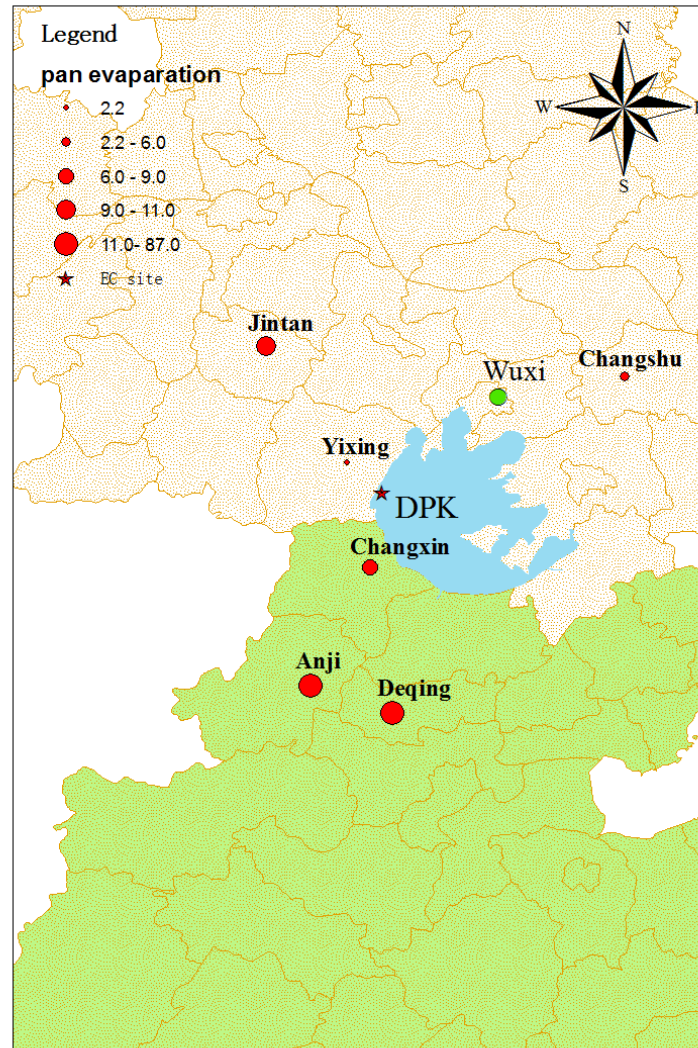 Legend
pan evaparation
2.2
2.2 - 6.0
6.0 - 9.0
9.0 - 11.0
11.0- 87.0
EC site
N
W
E
S
Jintan
Changshu
Wuxi
Yixing
DPK
Changxin
Anji
Deqing